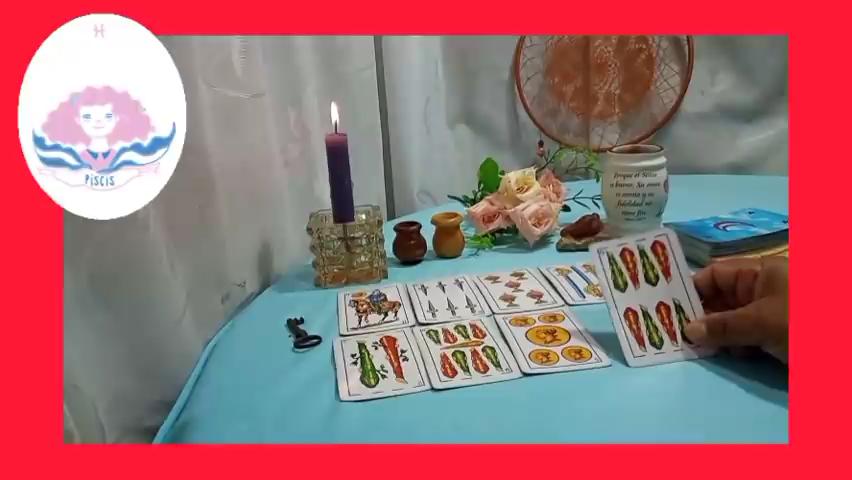 PISCIS
Porque el Señor
es bueno. Su amor
es eterno y su
fidelidad no
tiene fin